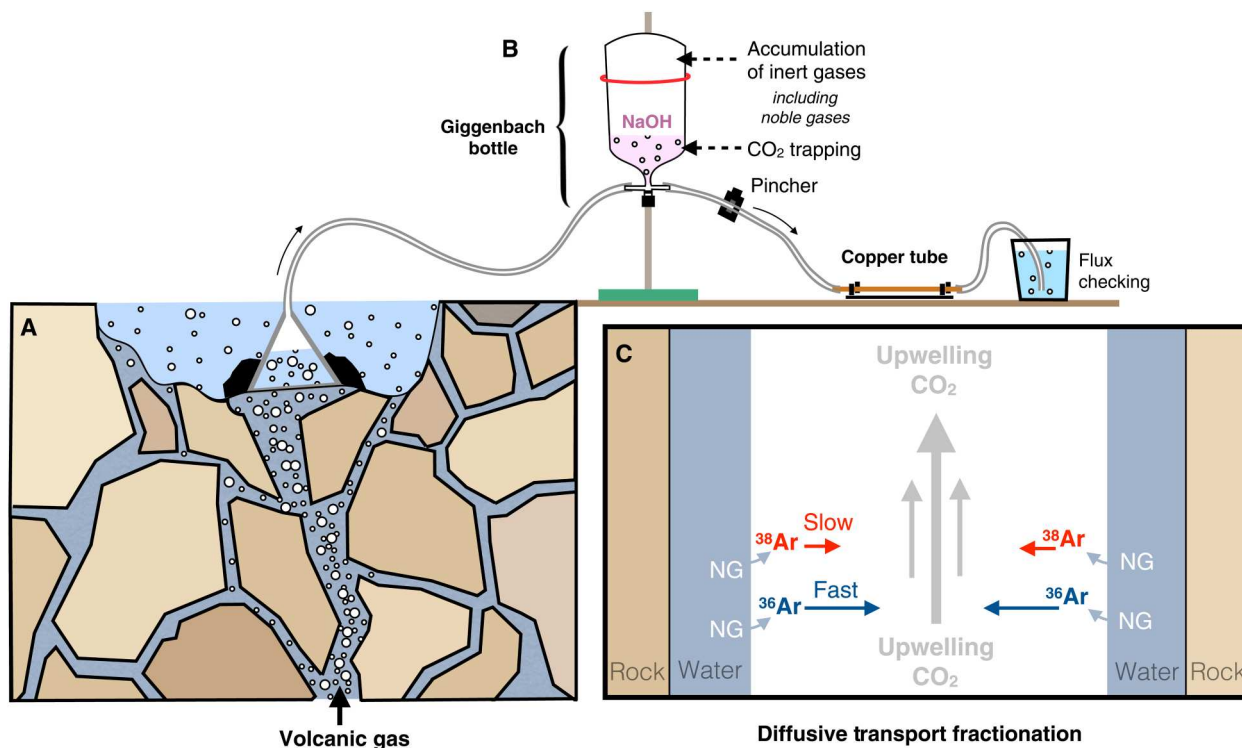 B
Accumulation
of inert gases
including
noble gases
Giggenbach
bottle
NaOH
CO₂ trapping
Pincher
Copper tube
Flux
checking
A
Volcanic gas
C
Upwelling
CO₂
³⁸Ar
Slow
³⁸Ar
NG
NG
³⁶Ar
Fast
³⁶Ar
NG
NG
Upwelling
CO₂
Rock
Water
Water
Rock
Diffusive transport fractionation